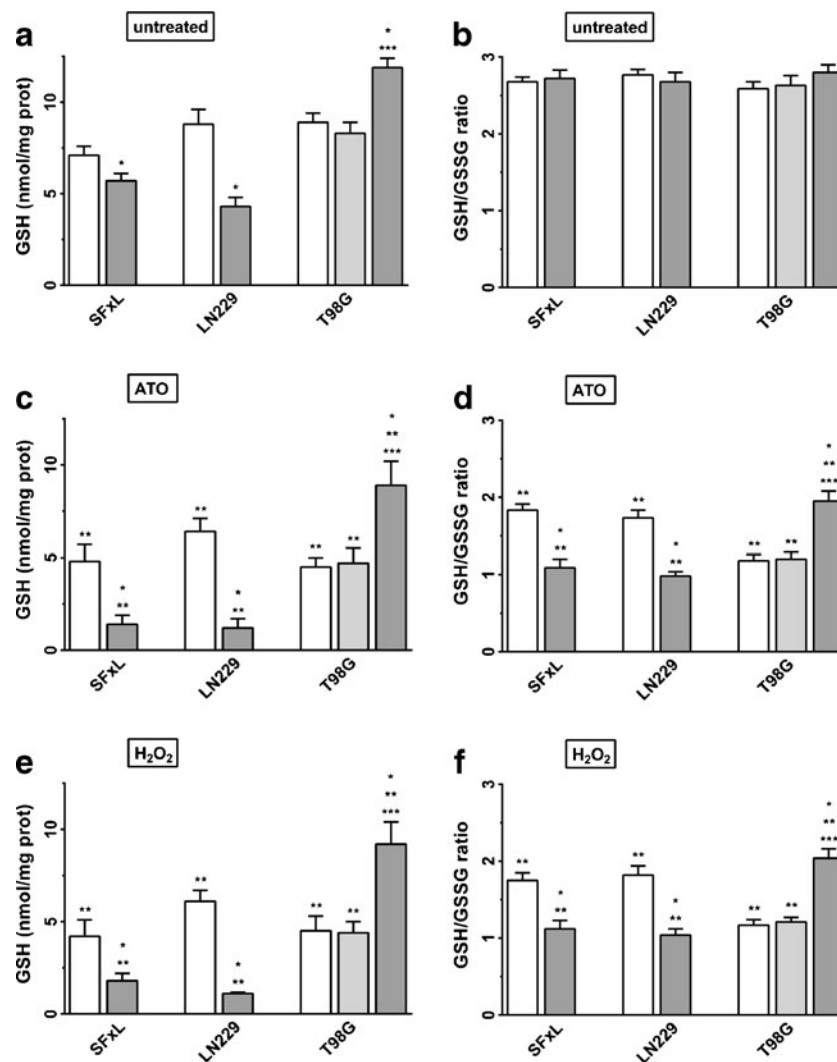 a
untreated
GSH (nmol/mg prot)
10
5
0
*
*
*
***
SFxL
LN229
T98G
b
untreated
GSH/GSSG ratio
3
2
1
0
SFxL
LN229
T98G
c
ATO
GSH (nmol/mg prot)
10
5
0
**
*
**
**
*
**
**
**
*
**
***
SFxL
LN229
T98G
d
ATO
GSH/GSSG ratio
3
2
1
0
**
*
**
**
*
**
**
**
*
**
***
SFxL
LN229
T98G
e
H₂O₂
GSH (nmol/mg prot)
10
5
0
**
*
**
**
*
**
**
**
*
**
***
SFxL
LN229
T98G
f
H₂O₂
GSH/GSSG ratio
3
2
1
0
**
*
**
**
*
**
**
**
*
**
***
SFxL
LN229
T98G